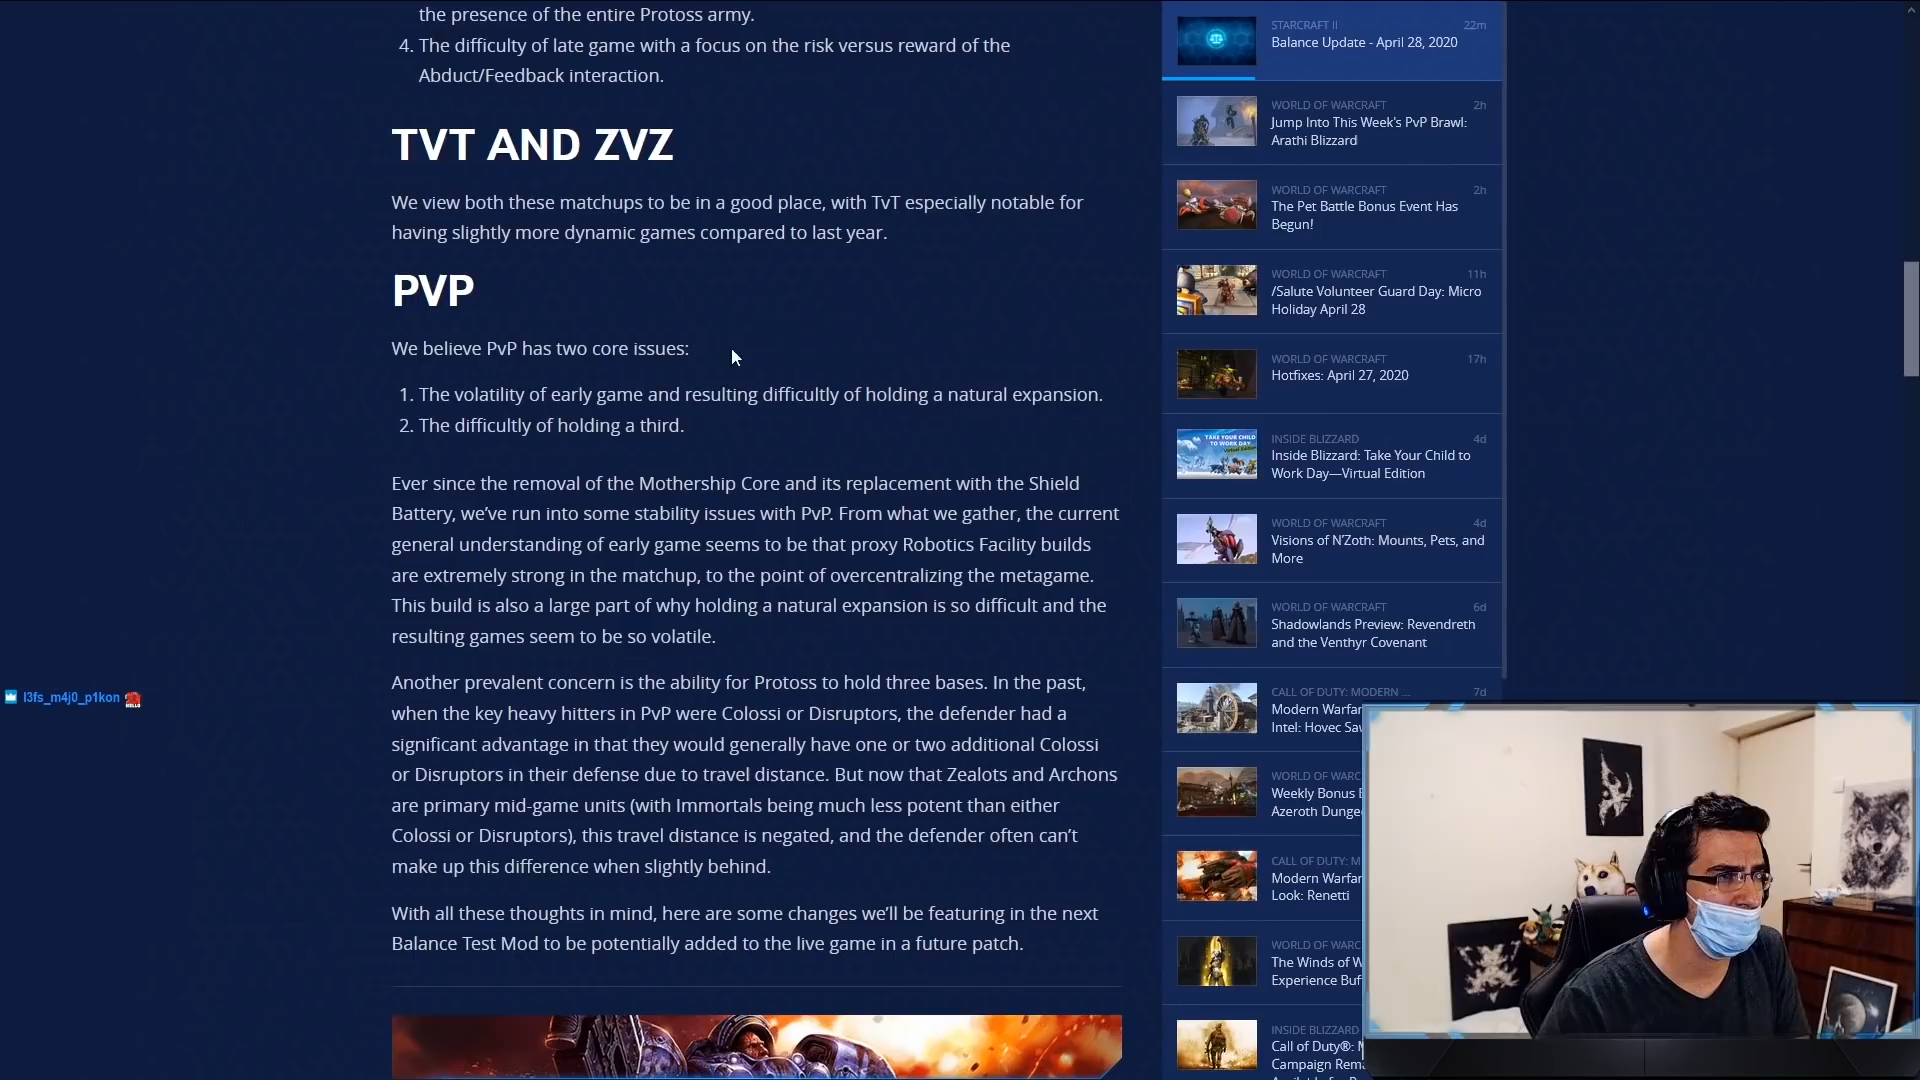 the presence of the entire Protoss army.
4. The difficulty of late game with a focus on the risk versus reward of the
Abduct/Feedback interaction.
TVT AND ZVZ
We view both these matchups to be in a good place, with TvT especially notable for
having slightly more dynamic games compared to last year.
PVP
We believe PvP has two core issues:
1. The volatility of early game and resulting difficultly of holding a natural expansion.
2. The difficultly of holding a third.
Ever since the removal of the Mothership Core and its replacement with the Shield
Battery, we've run into some stability issues with PvP. From what we gather, the current
general understanding of early game seems to be that proxy Robotics Facility builds
are extremely strong in the matchup, to the point of overcentralizing the metagame.
This build is also a large part of why holding a natural expansion is so difficult and the
resulting games seem to be so volatile.
Another prevalent concern is the ability for Protoss to hold three bases. In the past,
when the key heavy hitters in PvP were Colossi or Disruptors, the defender had a
significant advantage in that they would generally have one or two additional Colossi
or Disruptors in their defense due to travel distance. But now that Zealots and Archons
are primary mid-game units (with Immortals being much less potent than either
Colossi or Disruptors), this travel distance is negated, and the defender often can't
make up this difference when slightly behind.
With all these thoughts in mind, here are some changes we'll be featuring in the next
Balance Test Mod to be potentially added to the live game in a future patch.
STARCRAFT II 22m
Balance Update - April 28, 2020
WORLD OF WARCRAFT 2h
Jump Into This Week's PvP Brawl:
Arathi Blizzard
WORLD OF WARCRAFT 2h
The Pet Battle Bonus Event Has
Begun!
WORLD OF WARCRAFT 11h
/Salute Volunteer Guard Day: Micro
Holiday April 28
WORLD OF WARCRAFT 17h
Hotfixes: April 27, 2020
INSIDE BLIZZARD 4d
Inside Blizzard: Take Your Child to
Work Day—Virtual Edition
TAKE YOUR CHILD
TO WORK DAY
WORLD OF WARCRAFT 4d
Visions of N'Zoth: Mounts, Pets, and
More
WORLD OF WARCRAFT 6d
Shadowlands Preview: Revendreth
and the Venthyr Covenant
CALL OF DUTY: MODERN ... 7d
Modern Warfar
Intel: Hovec Sav
WORLD OF WARC
Weekly Bonus E
Azeroth Dunge
CALL OF DUTY: M
Modern Warfar
Look: Renetti
WORLD OF WARC
The Winds of W
Experience Buf
INSIDE BLIZZARD
Call of Duty®: M
Campaign Rema
l3fs_m4j0_p1kon
HELLO